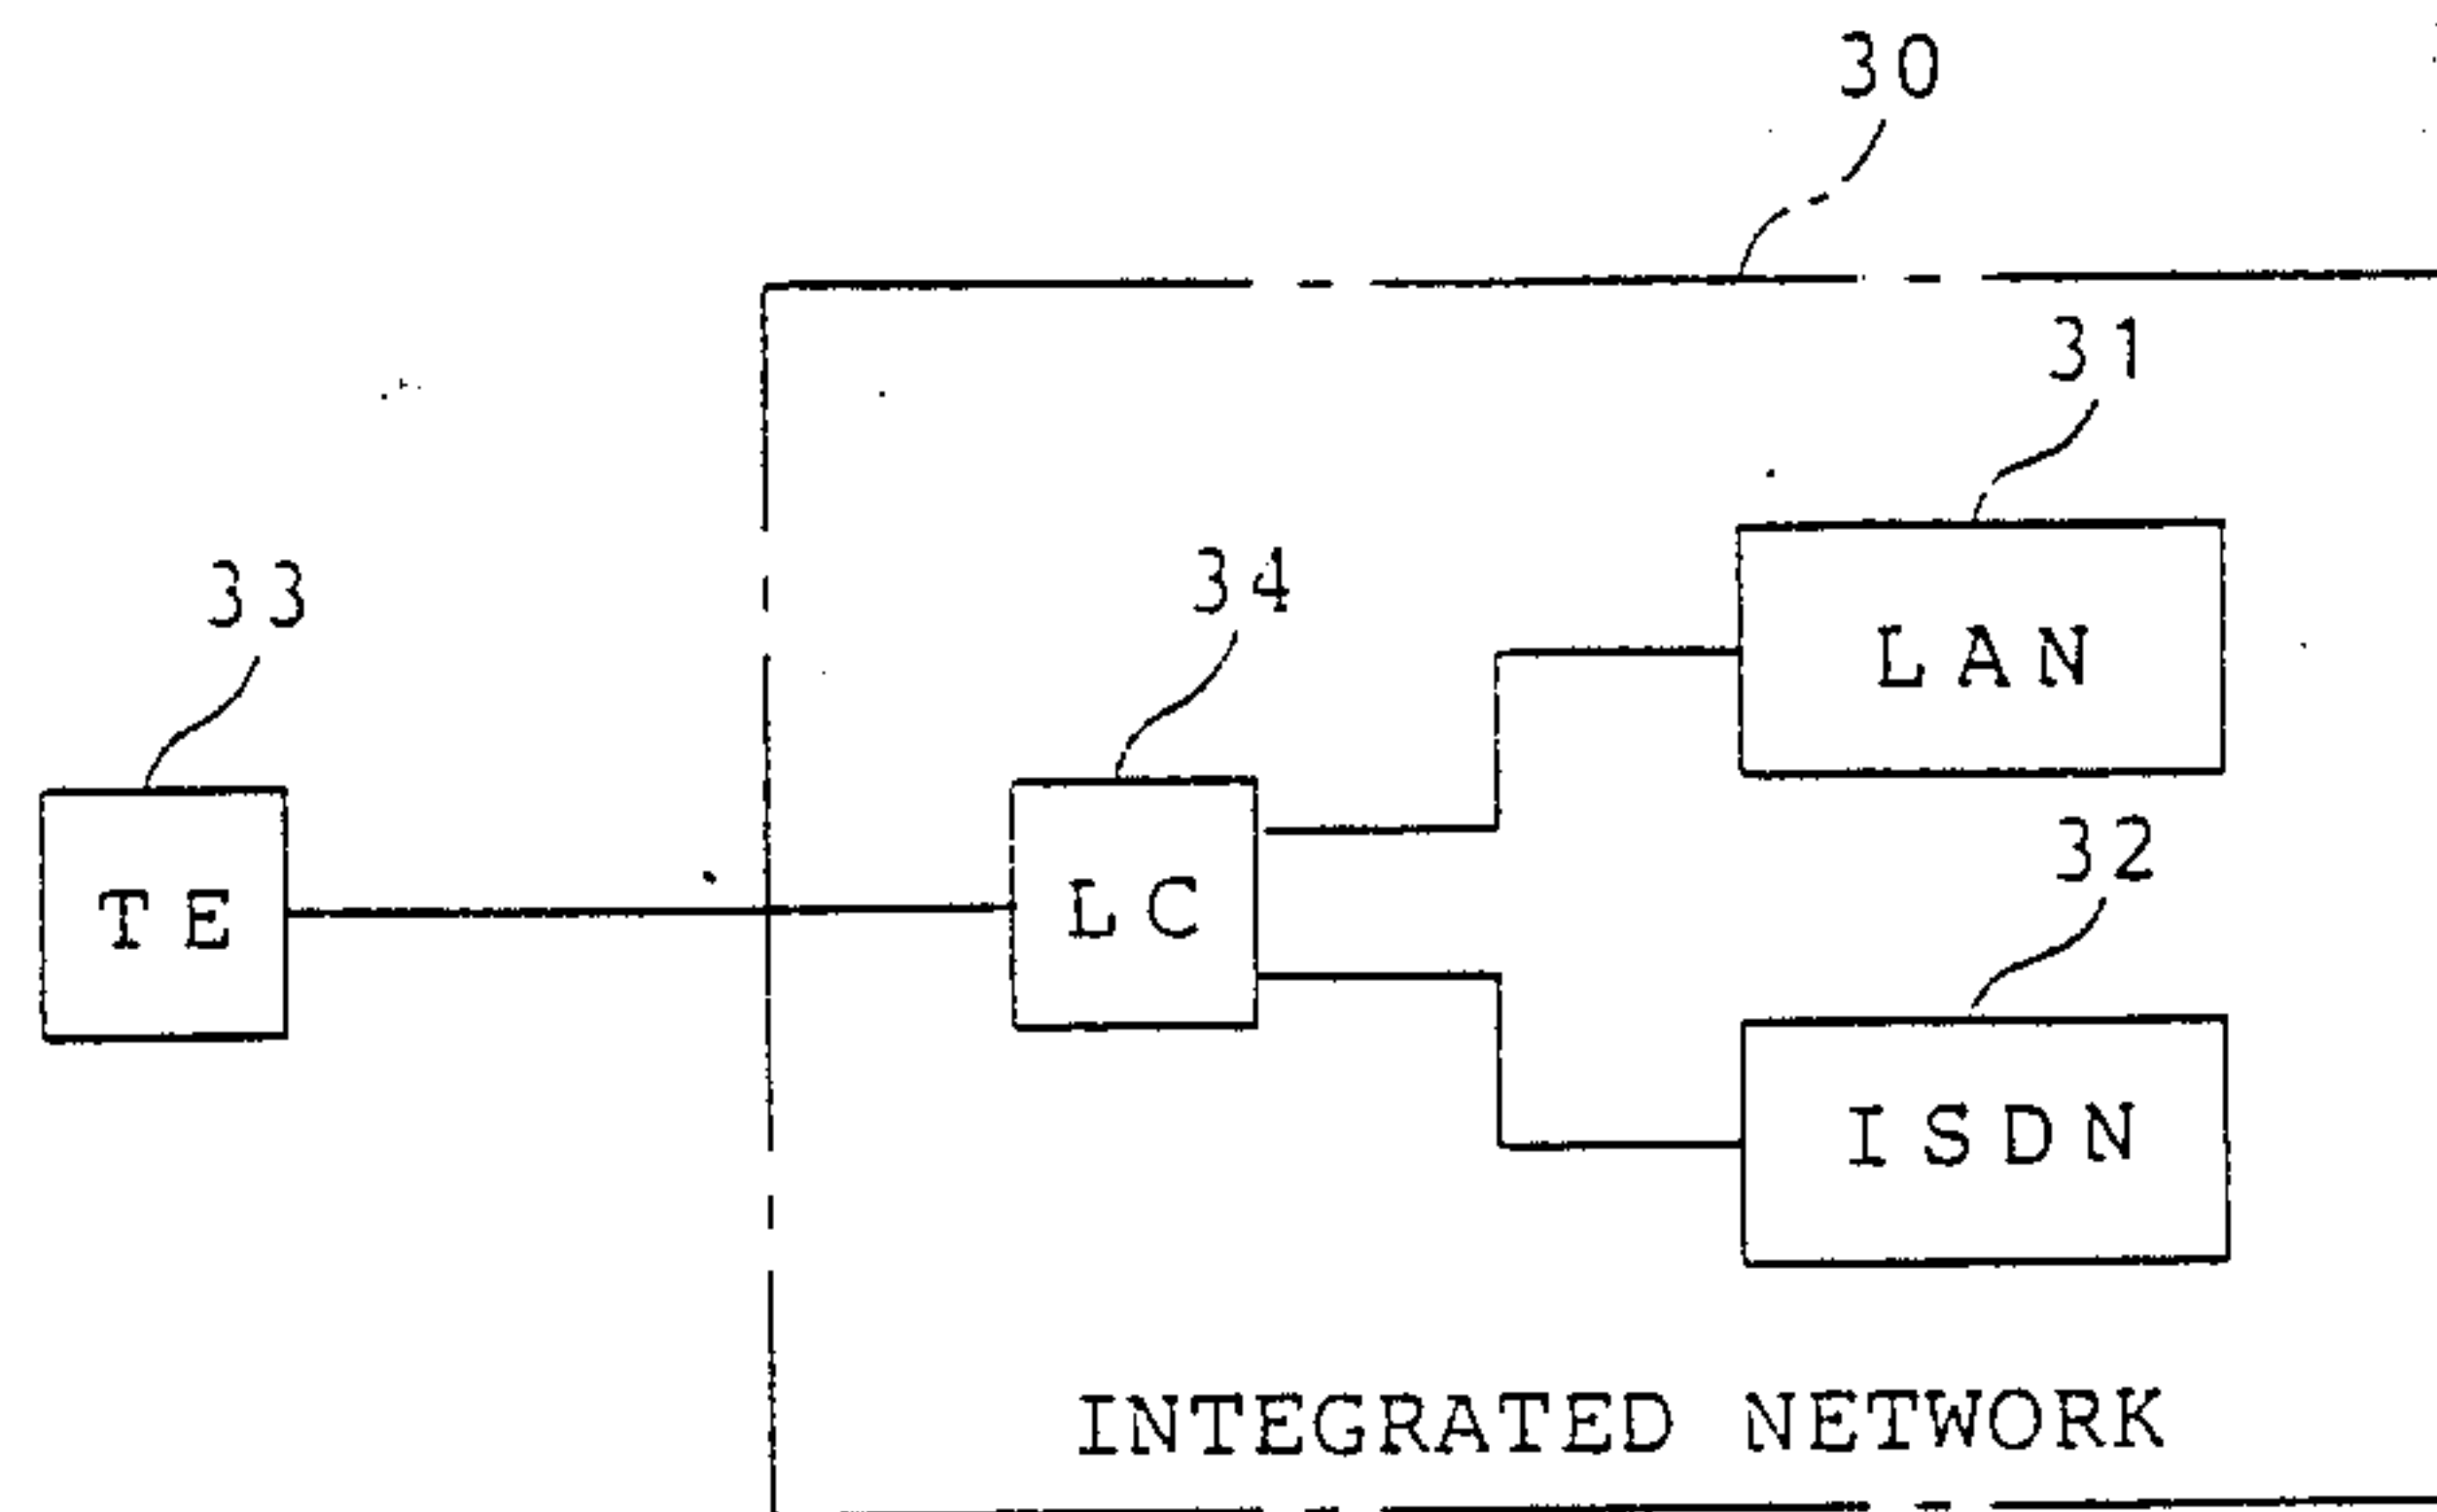 30
31
33
34
LAN
32
TE
LC
ISDN
INTEGRATED NETWORK